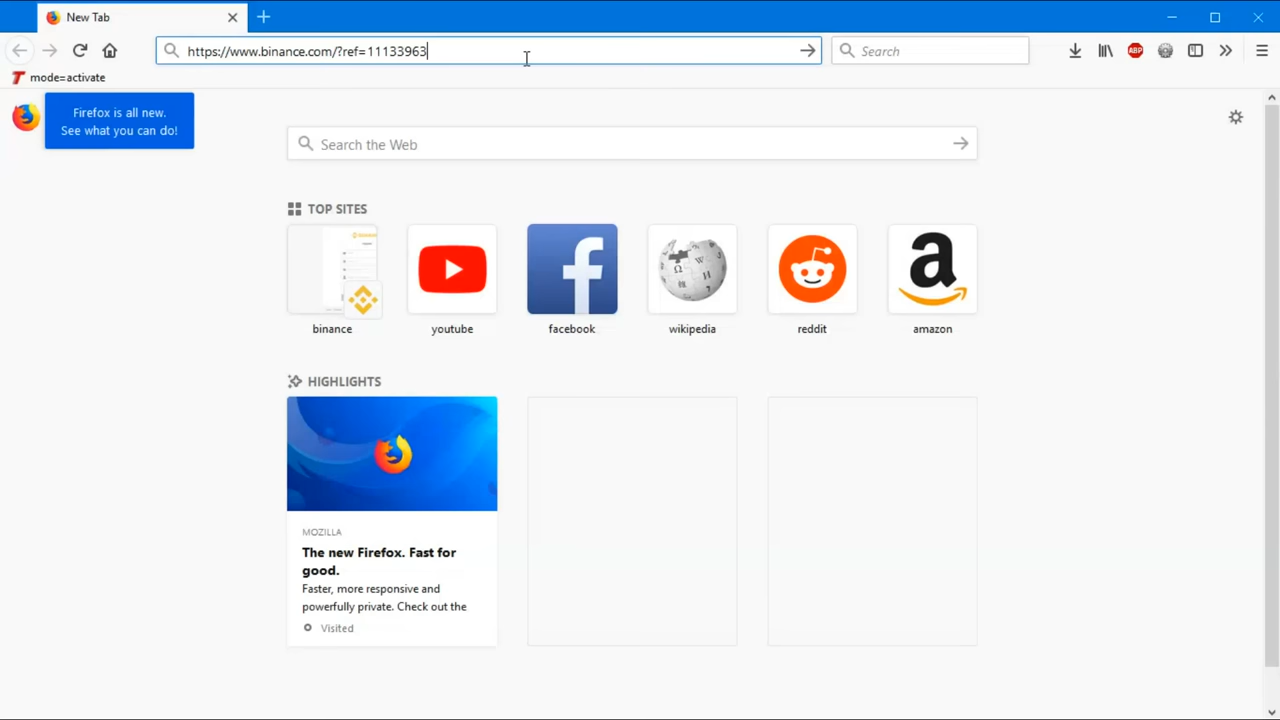 New Tab
https://www.binance.com/?ref=11133963
Search
ABP
mode=activate
Firefox is all new.
See what you can do!
Search the Web
TOP SITES
binance
youtube
facebook
wikipedia
reddit
amazon
HIGHLIGHTS
MOZILLA
The new Firefox. Fast for
good.
Faster, more responsive and
powerfully private. Check out the
Visited